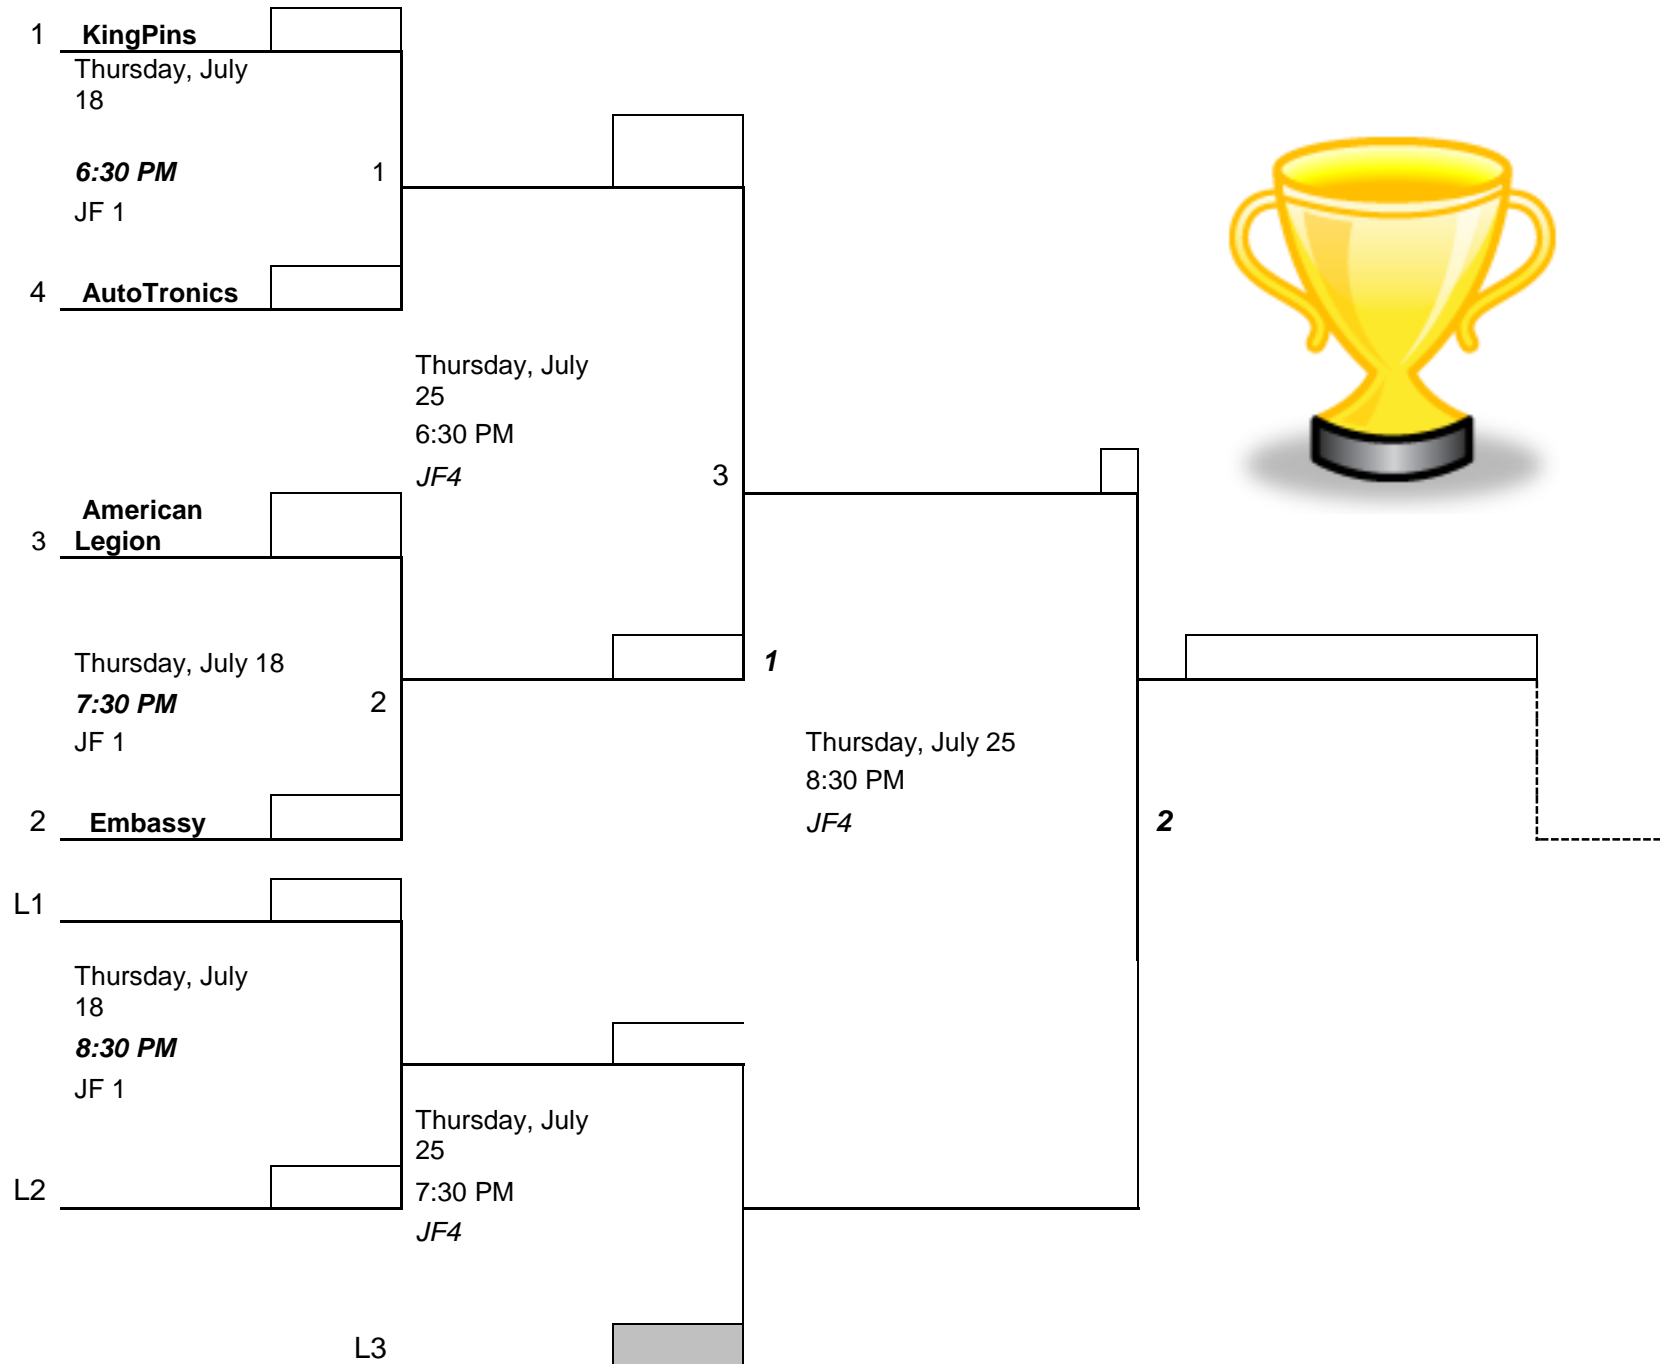 1 KingPins
Thursday, July
18
6:30 PM 1
JF 1
4 AutoTronics
Thursday, July
25
6:30 PM
JF4 3
American
3 Legion
Thursday, July 18
7:30 PM 2
JF 1
1
Thursday, July 25
8:30 PM
JF4
2
2 Embassy
L1
Thursday, July
18
8:30 PM
JF 1
Thursday, July
25
L2
7:30 PM
JF4
L3